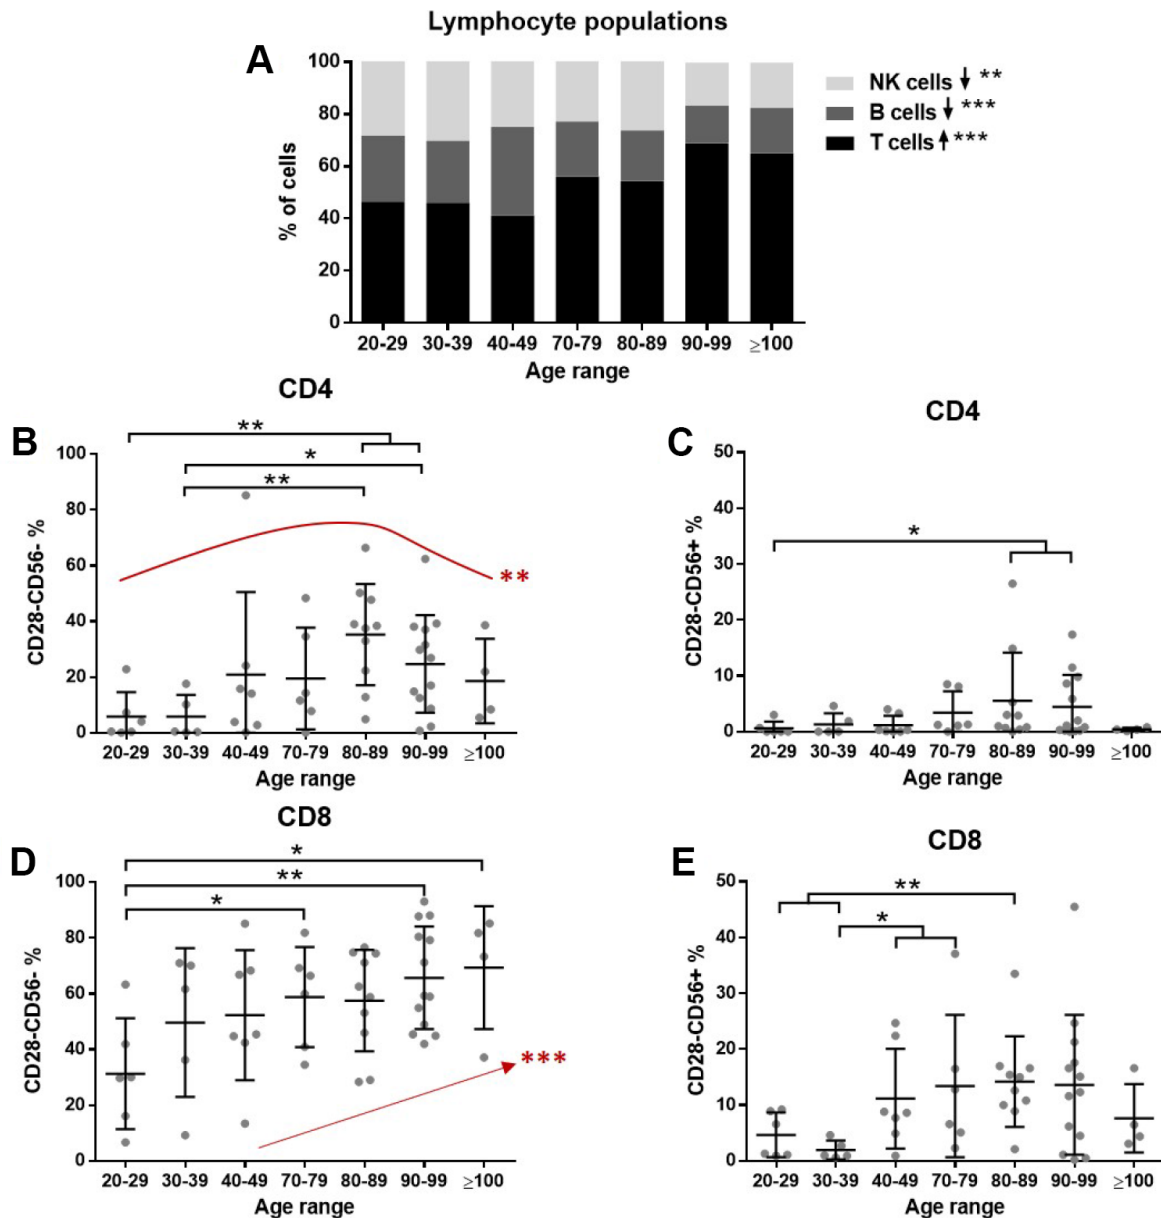 Lymphocyte populations
A
100
80
60
40
20
0
% of cells
20-29 30-39 40-49 70-79 80-89 90-99 ≥100
Age range
NK cells ↓ **
B cells ↓ ***
T cells ↑ ***
CD4
B
100
80
60
40
20
0
CD28-CD56- %
**
*
**
**
20-29 30-39 40-49 70-79 80-89 90-99 ≥100
Age range
CD4
C
50
40
30
20
10
0
CD28-CD56+ %
*
20-29 30-39 40-49 70-79 80-89 90-99 ≥100
Age range
CD8
D
100
80
60
40
20
0
CD28-CD56- %
*
**
*
***
20-29 30-39 40-49 70-79 80-89 90-99 ≥100
Age range
CD8
E
50
40
30
20
10
0
CD28-CD56+ %
**
*
20-29 30-39 40-49 70-79 80-89 90-99 ≥100
Age range